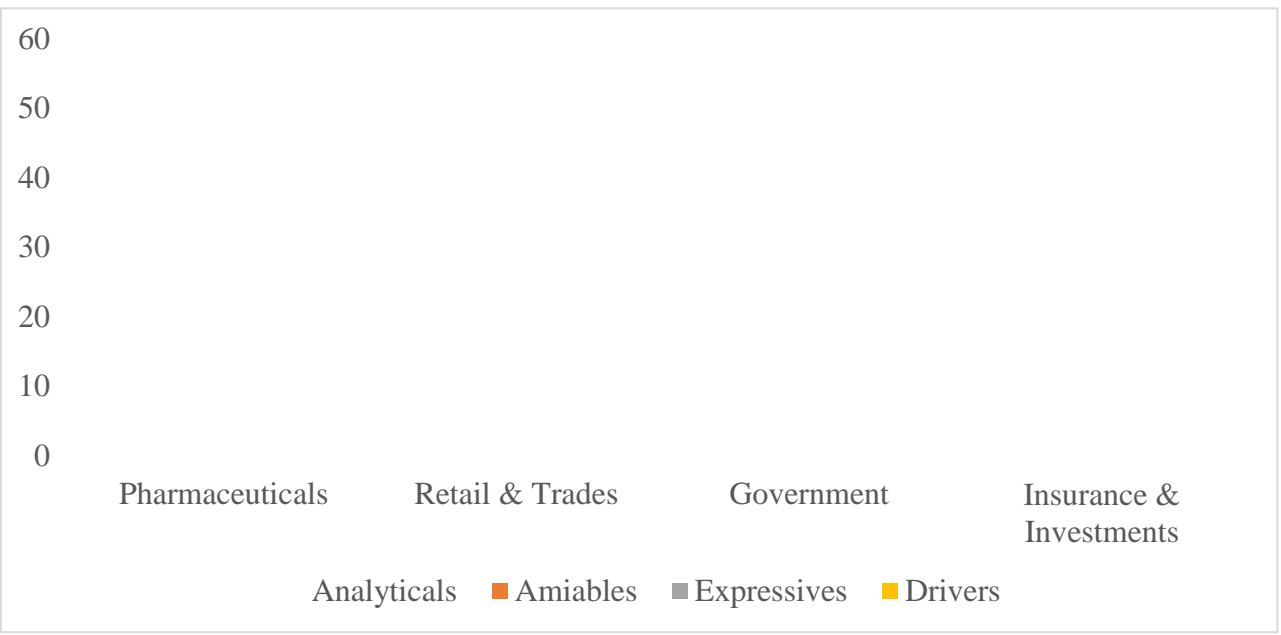 60
50
40
30
20
10
0
Pharmaceuticals Retail & Trades Government Insurance &
Investments
Analyticals Amiables Expressives Drivers